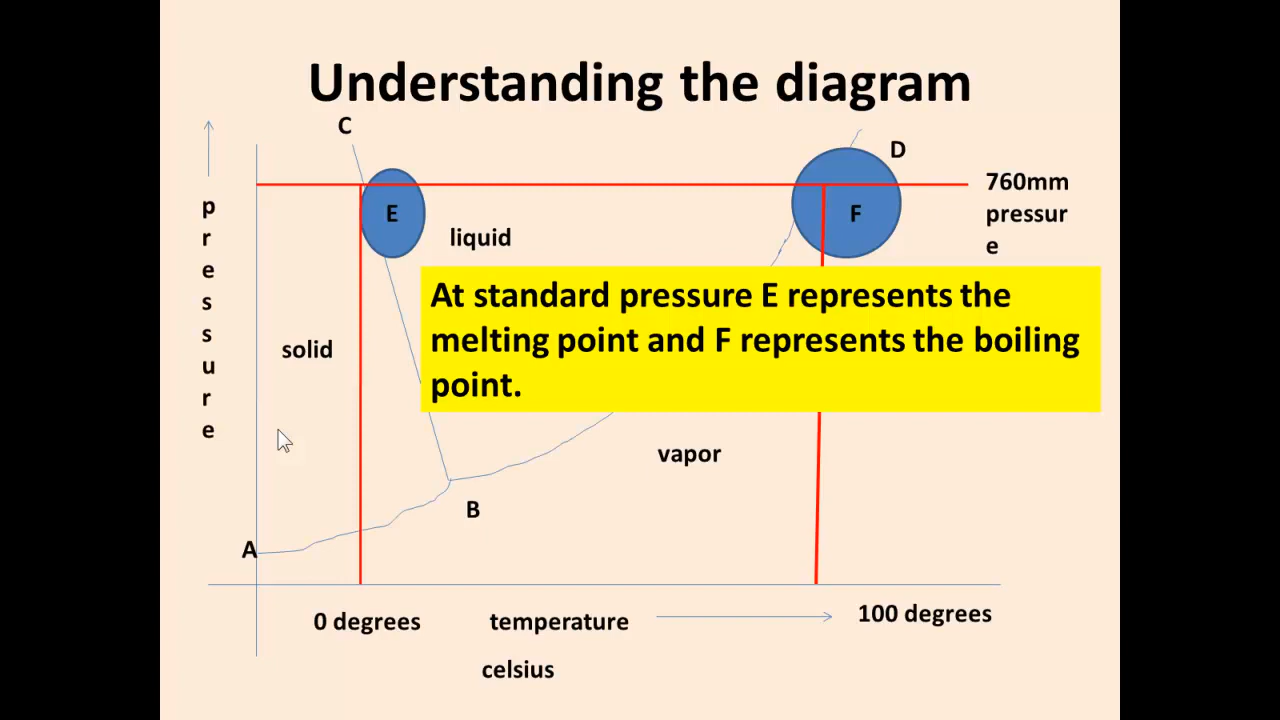 Understanding the diagram
C
D
760mm
pressur
e
p
r
e
s
s
u
r
e
E
F
liquid
At standard pressure E represents the
melting point and F represents the boiling
point.
solid
vapor
B
A
0 degrees
temperature
100 degrees
celsius